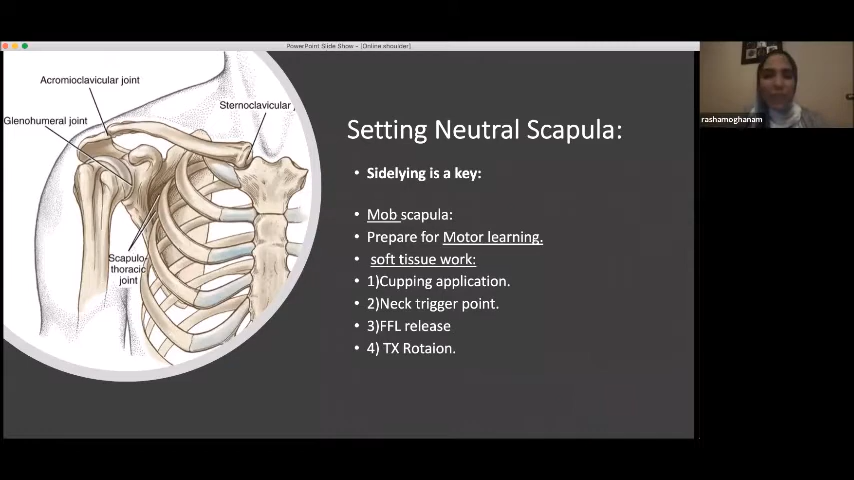 PowerPoint Slide Show - [Online shoulder]
Acromioclavicular joint
Sternoclavicular
Glenohumeral joint
Scapulo-
thoracic
joint
Setting Neutral Scapula:
• Sidelying is a key:
• Mob scapula:
• Prepare for Motor learning.
• soft tissue work:
• 1)Cupping application.
• 2)Neck trigger point.
• 3)FFL release
• 4) TX Rotaion.
rashamoghanam